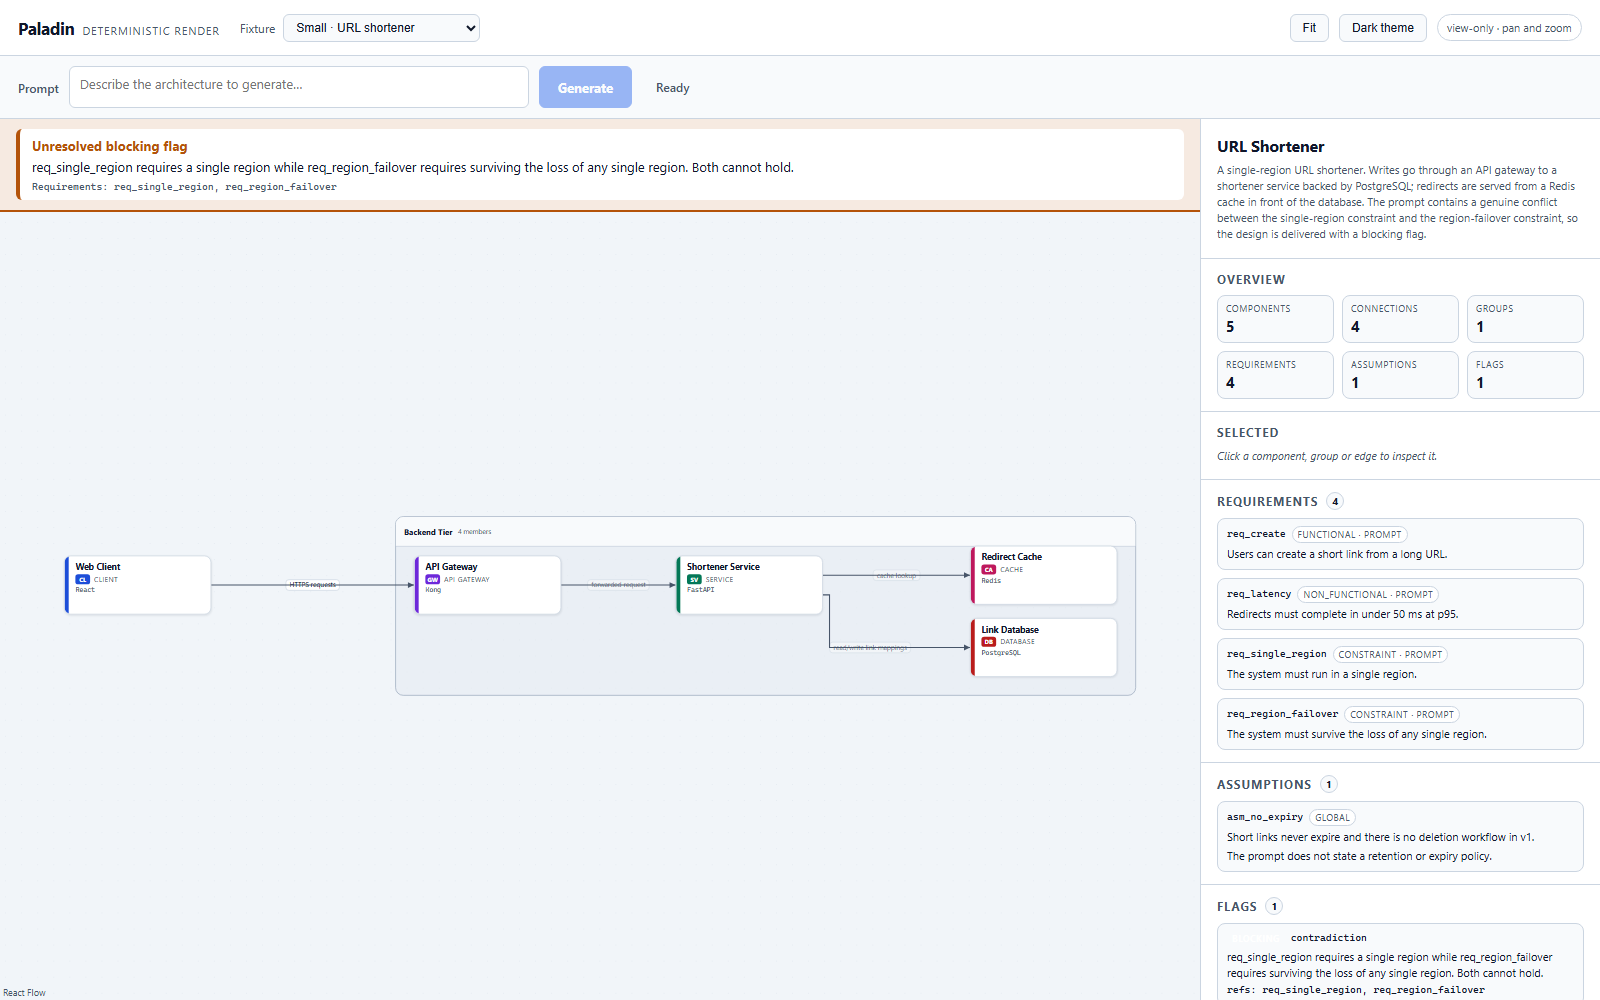 Paladin DETERMINISTIC RENDER Fixture Small · URL shortener Fit Dark theme view-only · pan and zoom
Prompt Describe the architecture to generate... Generate Ready
Unresolved blocking flag
req_single_region requires a single region while req_region_failover requires surviving the loss of any single region. Both cannot hold.
Requirements: req_single_region, req_region_failover
Backend Tier 4 members
Web Client
CL CLIENT
React
HTTPS requests
API Gateway
GW API GATEWAY
Kong
forwarded request
Shortener Service
SV SERVICE
FastAPI
cache lookup
read/write link mappings
Redirect Cache
CA CACHE
Redis
Link Database
DB DATABASE
PostgreSQL
React Flow
URL Shortener
A single-region URL shortener. Writes go through an API gateway to a
shortener service backed by PostgreSQL; redirects are served from a Redis
cache in front of the database. The prompt contains a genuine conflict
between the single-region constraint and the region-failover constraint, so
the design is delivered with a blocking flag.
OVERVIEW
COMPONENTS CONNECTIONS GROUPS
5 4 1
REQUIREMENTS ASSUMPTIONS FLAGS
4 1 1
SELECTED
Click a component, group or edge to inspect it.
REQUIREMENTS 4
req_create FUNCTIONAL · PROMPT
Users can create a short link from a long URL.
req_latency NON_FUNCTIONAL · PROMPT
Redirects must complete in under 50 ms at p95.
req_single_region CONSTRAINT · PROMPT
The system must run in a single region.
req_region_failover CONSTRAINT · PROMPT
The system must survive the loss of any single region.
ASSUMPTIONS 1
asm_no_expiry GLOBAL
Short links never expire and there is no deletion workflow in v1.
The prompt does not state a retention or expiry policy.
FLAGS 1
contradiction
req_single_region requires a single region while req_region_failover
requires surviving the loss of any single region. Both cannot hold.
refs: req_single_region, req_region_failover